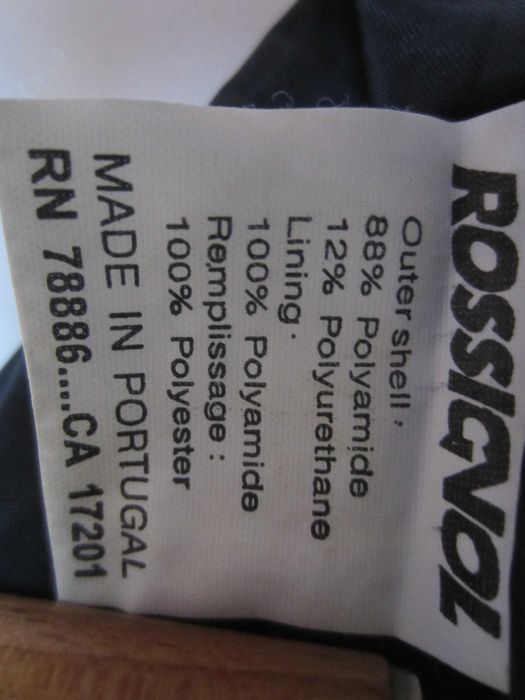 ROSSIGNOL
Outer shell.
88% Polyamide
12% Polyurethane
Lining.
100% Polyamide
Remplissage :
100% Polyester
MADE IN PORTUGAL
RN 78886....CA 17201